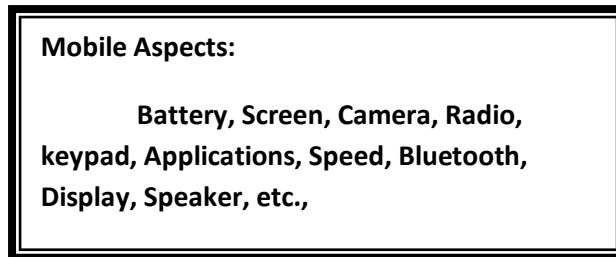 Mobile Aspects:
Battery, Screen, Camera, Radio,
keypad, Applications, Speed, Bluetooth,
Display, Speaker, etc.,